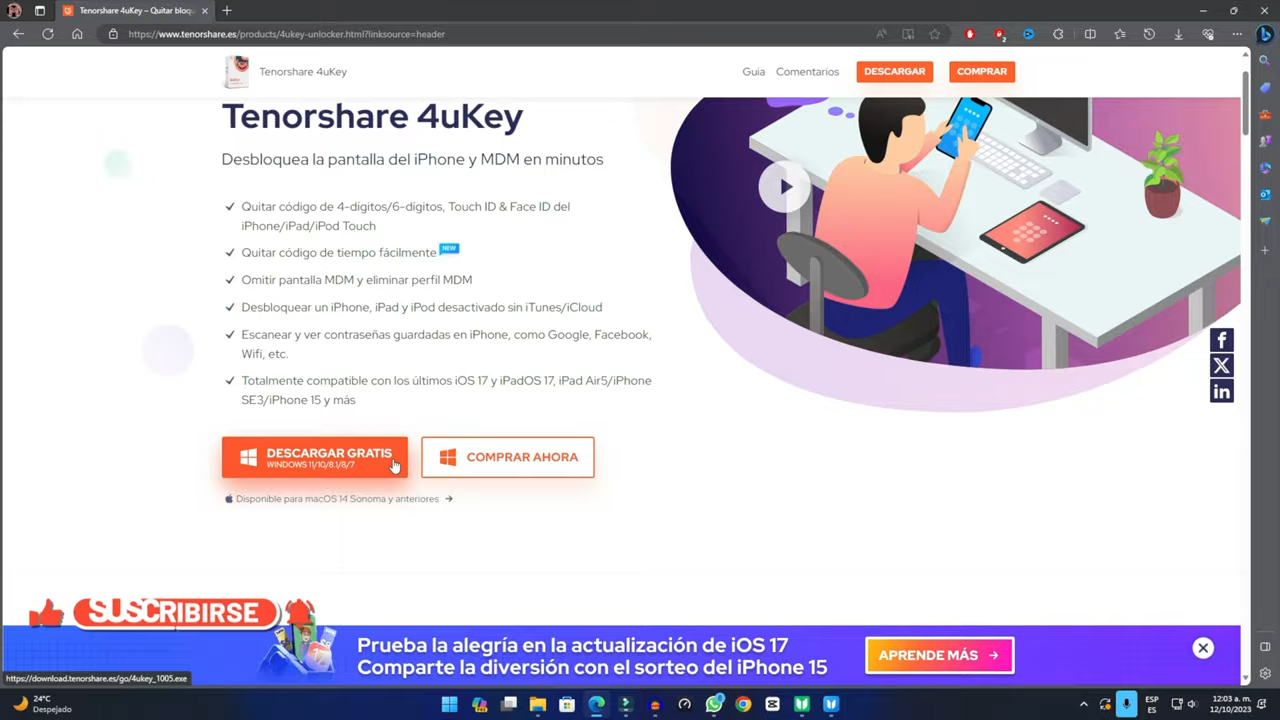 Tenorshare 4uKey – Quitar bloq
https://www.tenorshare.es/products/4ukey-unlocker.html?linksource=header
Tenorshare 4uKey
Guia
Comentarios
DESCARGAR
COMPRAR
Tenorshare 4uKey
Desbloquea la pantalla del iPhone y MDM en minutos
Quitar código de 4-dígitos/6-dígitos, Touch ID & Face ID del
iPhone/iPad/iPod Touch
Quitar código de tiempo fácilmente NEW
Omitir pantalla MDM y eliminar perfil MDM
Desbloquear un iPhone, iPad y iPod desactivado sin iTunes/iCloud
Escanear y ver contraseñas guardadas en iPhone, como Google, Facebook,
Wifi, etc.
Totalmente compatible con los últimos iOS 17 y iPadOS 17, iPad Air5/iPhone
SE3/iPhone 15 y más
DESCARGAR GRATIS
WINDOWS 11/10/8.1/8/7
COMPRAR AHORA
Disponible para macOS 14 Sonoma y anteriores
SUSCRIBIRSE
Prueba la alegría en la actualización de iOS 17
Comparte la diversión con el sorteo del iPhone 15
APRENDE MÁS
https://download.tenorshare.es/go/4ukey_1005.exe
24°C
Despejado
ESP
ES
12:03 a. m.
12/10/2023